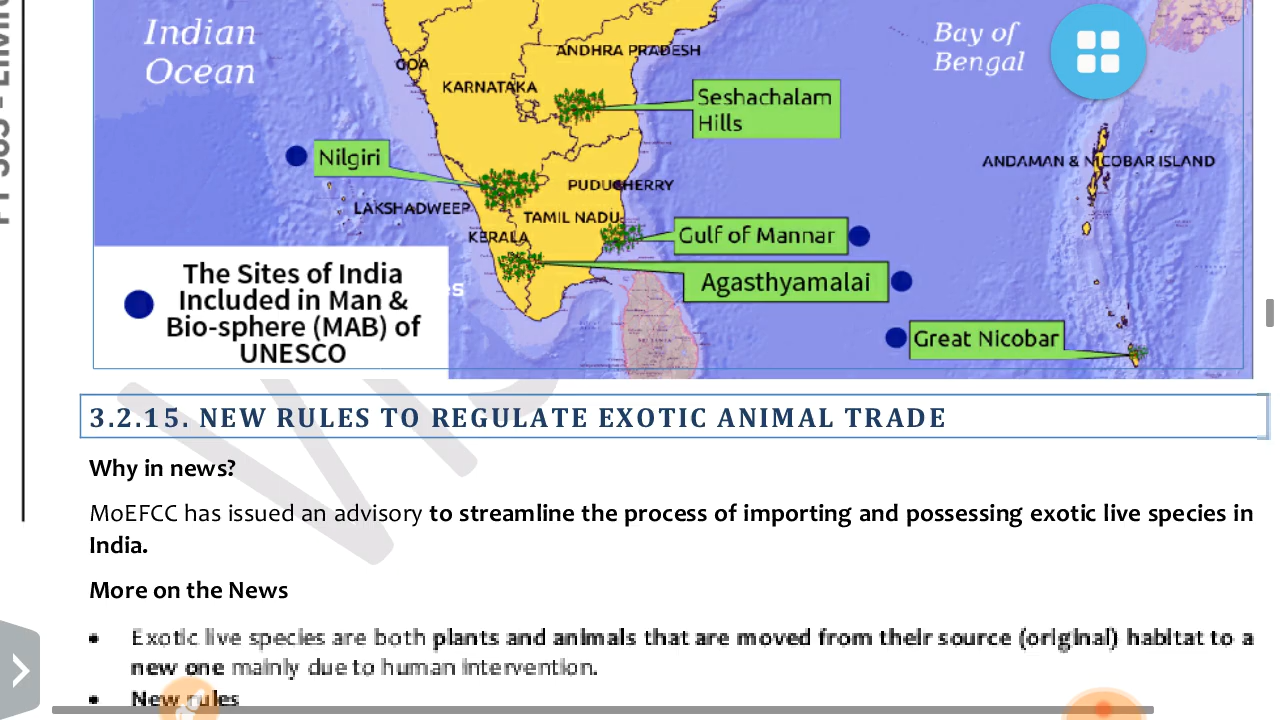 Indian
Ocean
Bay of
Bengal
ANDHRA PRADESH
GOA
KARNATAKA
Seshachalam
Hills
Nilgiri
ANDAMAN & NICOBAR ISLAND
PUDUCHERRY
LAKSHADWEEP
TAMIL NADU
KERALA
Gulf of Mannar
Agasthyamalai
Great Nicobar
The Sites of India
Included in Man &
Bio-sphere (MAB) of
UNESCO
es
3.2.15. NEW RULES TO REGULATE EXOTIC ANIMAL TRADE
Why in news?
MoEFCC has issued an advisory to streamline the process of importing and possessing exotic live species in
India.
More on the News
• Exotic live species are both plants and animals that are moved from their source (original) habitat to a
new one mainly due to human intervention.
• New rules